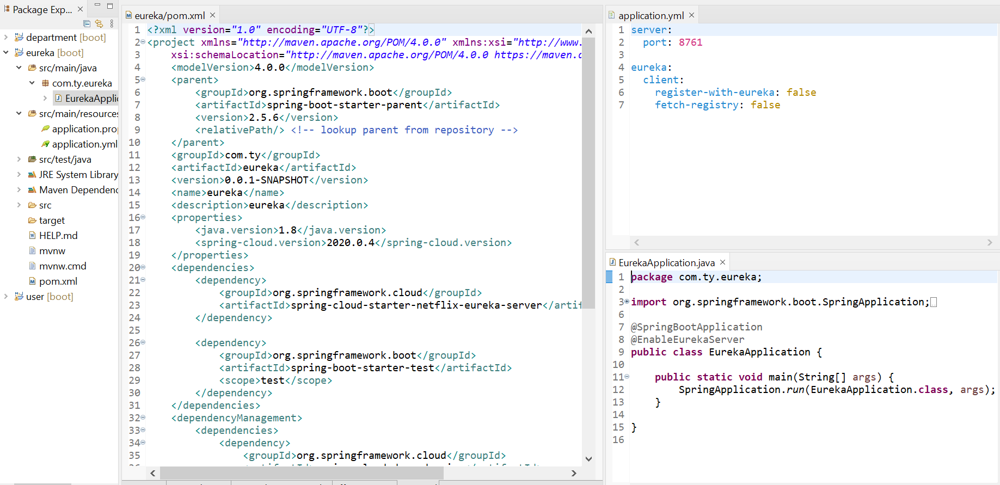 Package Exp...
department [boot]
eureka [boot]
src/main/java
com.ty.eureka
EurekaApplic
src/main/resources
application.pro
application.yml
src/test/java
JRE System Library
Maven Dependenc
src
target
HELP.md
mvnw
mvnw.cmd
pom.xml
user [boot]
eureka/pom.xml
1 <?xml version="1.0" encoding="UTF-8"?>
2 <project xmlns="http://maven.apache.org/POM/4.0.0" xmlns:xsi="http://www.
3     xsi:schemaLocation="http://maven.apache.org/POM/4.0.0 https://maven.
4     <modelVersion>4.0.0</modelVersion>
5     <parent>
6         <groupId>org.springframework.boot</groupId>
7         <artifactId>spring-boot-starter-parent</artifactId>
8         <version>2.5.6</version>
9         <relativePath/> <!-- lookup parent from repository -->
10     </parent>
11     <groupId>com.ty</groupId>
12     <artifactId>eureka</artifactId>
13     <version>0.0.1-SNAPSHOT</version>
14     <name>eureka</name>
15     <description>eureka</description>
16     <properties>
17         <java.version>1.8</java.version>
18         <spring-cloud.version>2020.0.4</spring-cloud.version>
19     </properties>
20     <dependencies>
21         <dependency>
22             <groupId>org.springframework.cloud</groupId>
23             <artifactId>spring-cloud-starter-netflix-eureka-server</artif
24         </dependency>
25
26         <dependency>
27             <groupId>org.springframework.boot</groupId>
28             <artifactId>spring-boot-starter-test</artifactId>
29             <scope>test</scope>
30         </dependency>
31     </dependencies>
32     <dependencyManagement>
33         <dependencies>
34             <dependency>
35                 <groupId>org.springframework.cloud</groupId>
application.yml
1 server:
2   port: 8761
3
4 eureka:
5   client:
6     register-with-eureka: false
7     fetch-registry: false
EurekaApplication.java
1 package com.ty.eureka;
2
3 import org.springframework.boot.SpringApplication;
6
7 @SpringBootApplication
8 @EnableEurekaServer
9 public class EurekaApplication {
10
11     public static void main(String[] args) {
12         SpringApplication.run(EurekaApplication.class, args);
13     }
14
15 }
16